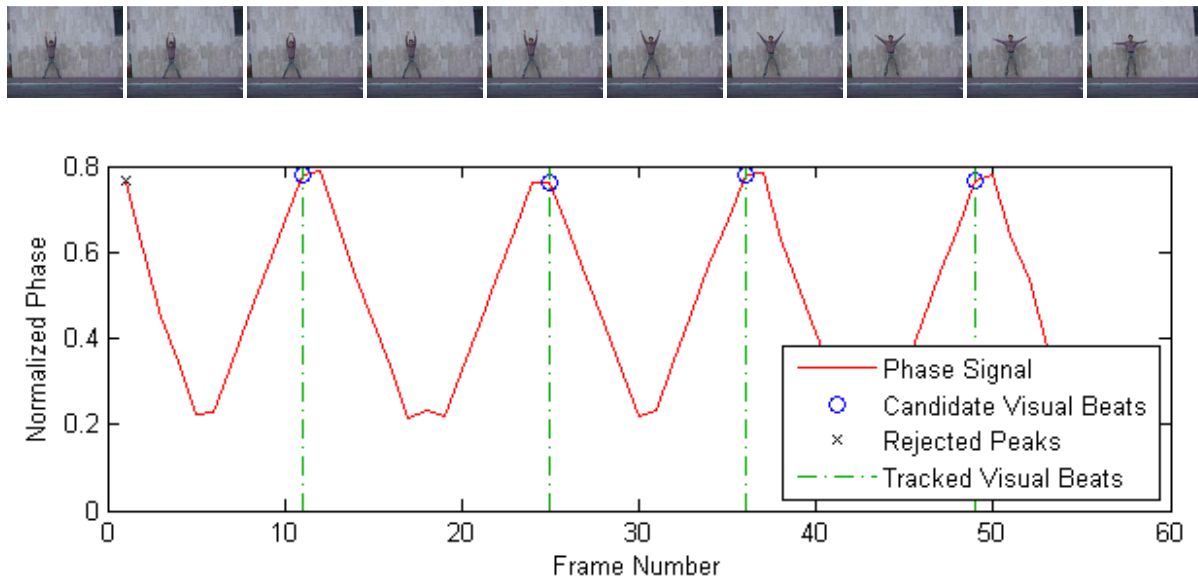 0.8
0.6
0.4
0.2
0
Normalized Phase
Phase Signal
Candidate Visual Beats
Rejected Peaks
Tracked Visual Beats
0 10 20 30 40 50 60
Frame Number